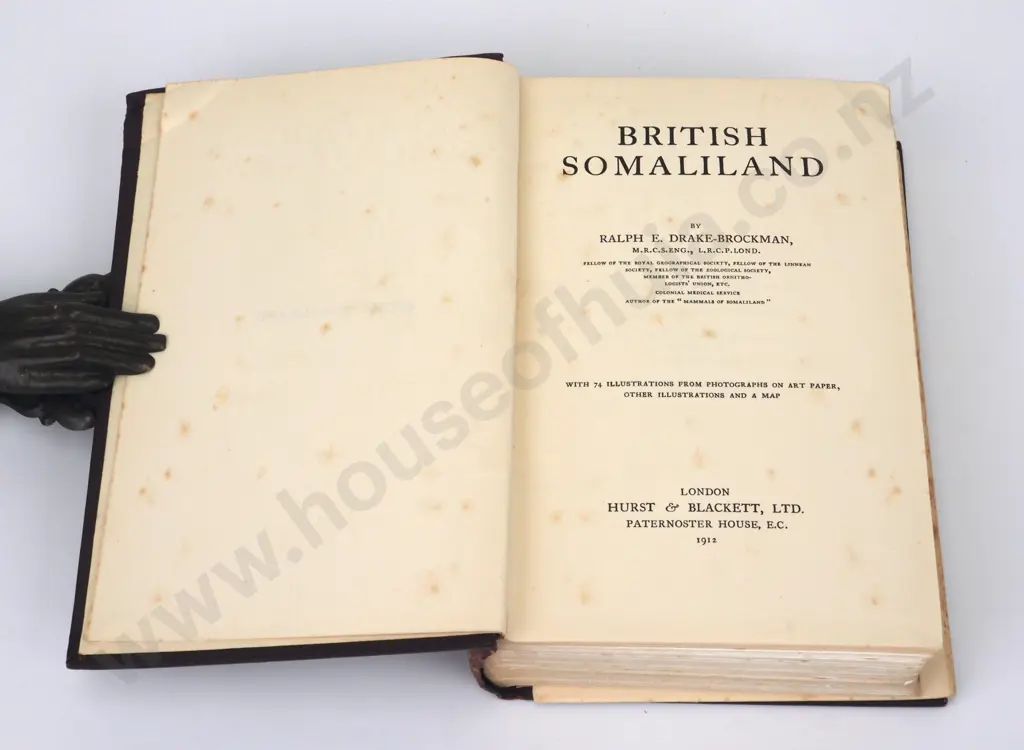 BRITISH
SOMALILAND
BY
RALPH E. DRAKE-BROCKMAN,
M.R.C.S.ENG., L.R.C.P.LOND.
FELLOW OF THE ROYAL GEOGRAPHICAL SOCIETY, FELLOW OF THE LINNEAN
SOCIETY, FELLOW OF THE ZOOLOGICAL SOCIETY,
MEMBER OF THE BRITISH ORNITHO-
LOGISTS' UNION, ETC.
COLONIAL MEDICAL SERVICE
AUTHOR OF THE "MAMMALS OF SOMALILAND"
WITH 74 ILLUSTRATIONS FROM PHOTOGRAPHS ON ART PAPER,
OTHER ILLUSTRATIONS AND A MAP
LONDON
HURST & BLACKETT, LTD.
PATERNOSTER HOUSE, E.C.
1912
www.houseofhura.co.nz